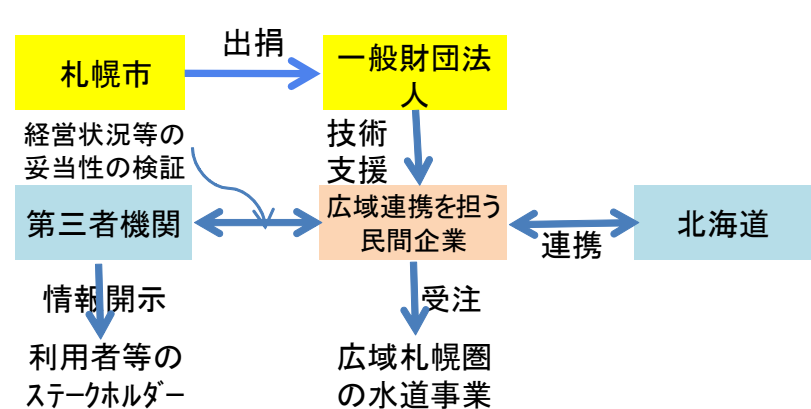 出捐
札幌市
一般財団法
人
経営状況等の
妥当性の検証
技術
支援
第三者機関
広域連携を担う
民間企業
連携
北海道
情報開示
受注
利用者等の
ステークホルダー
広域札幌圏
の水道事業